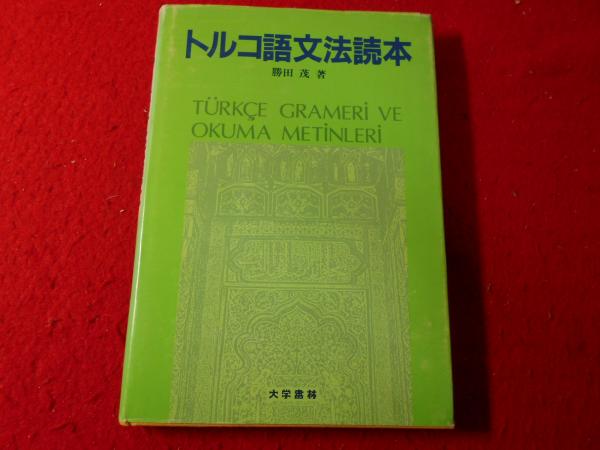 トルコ語文法読本
勝田 茂 著
TÜRKÇE GRAMERİ VE
OKUMA METİNLERİ
大学書林